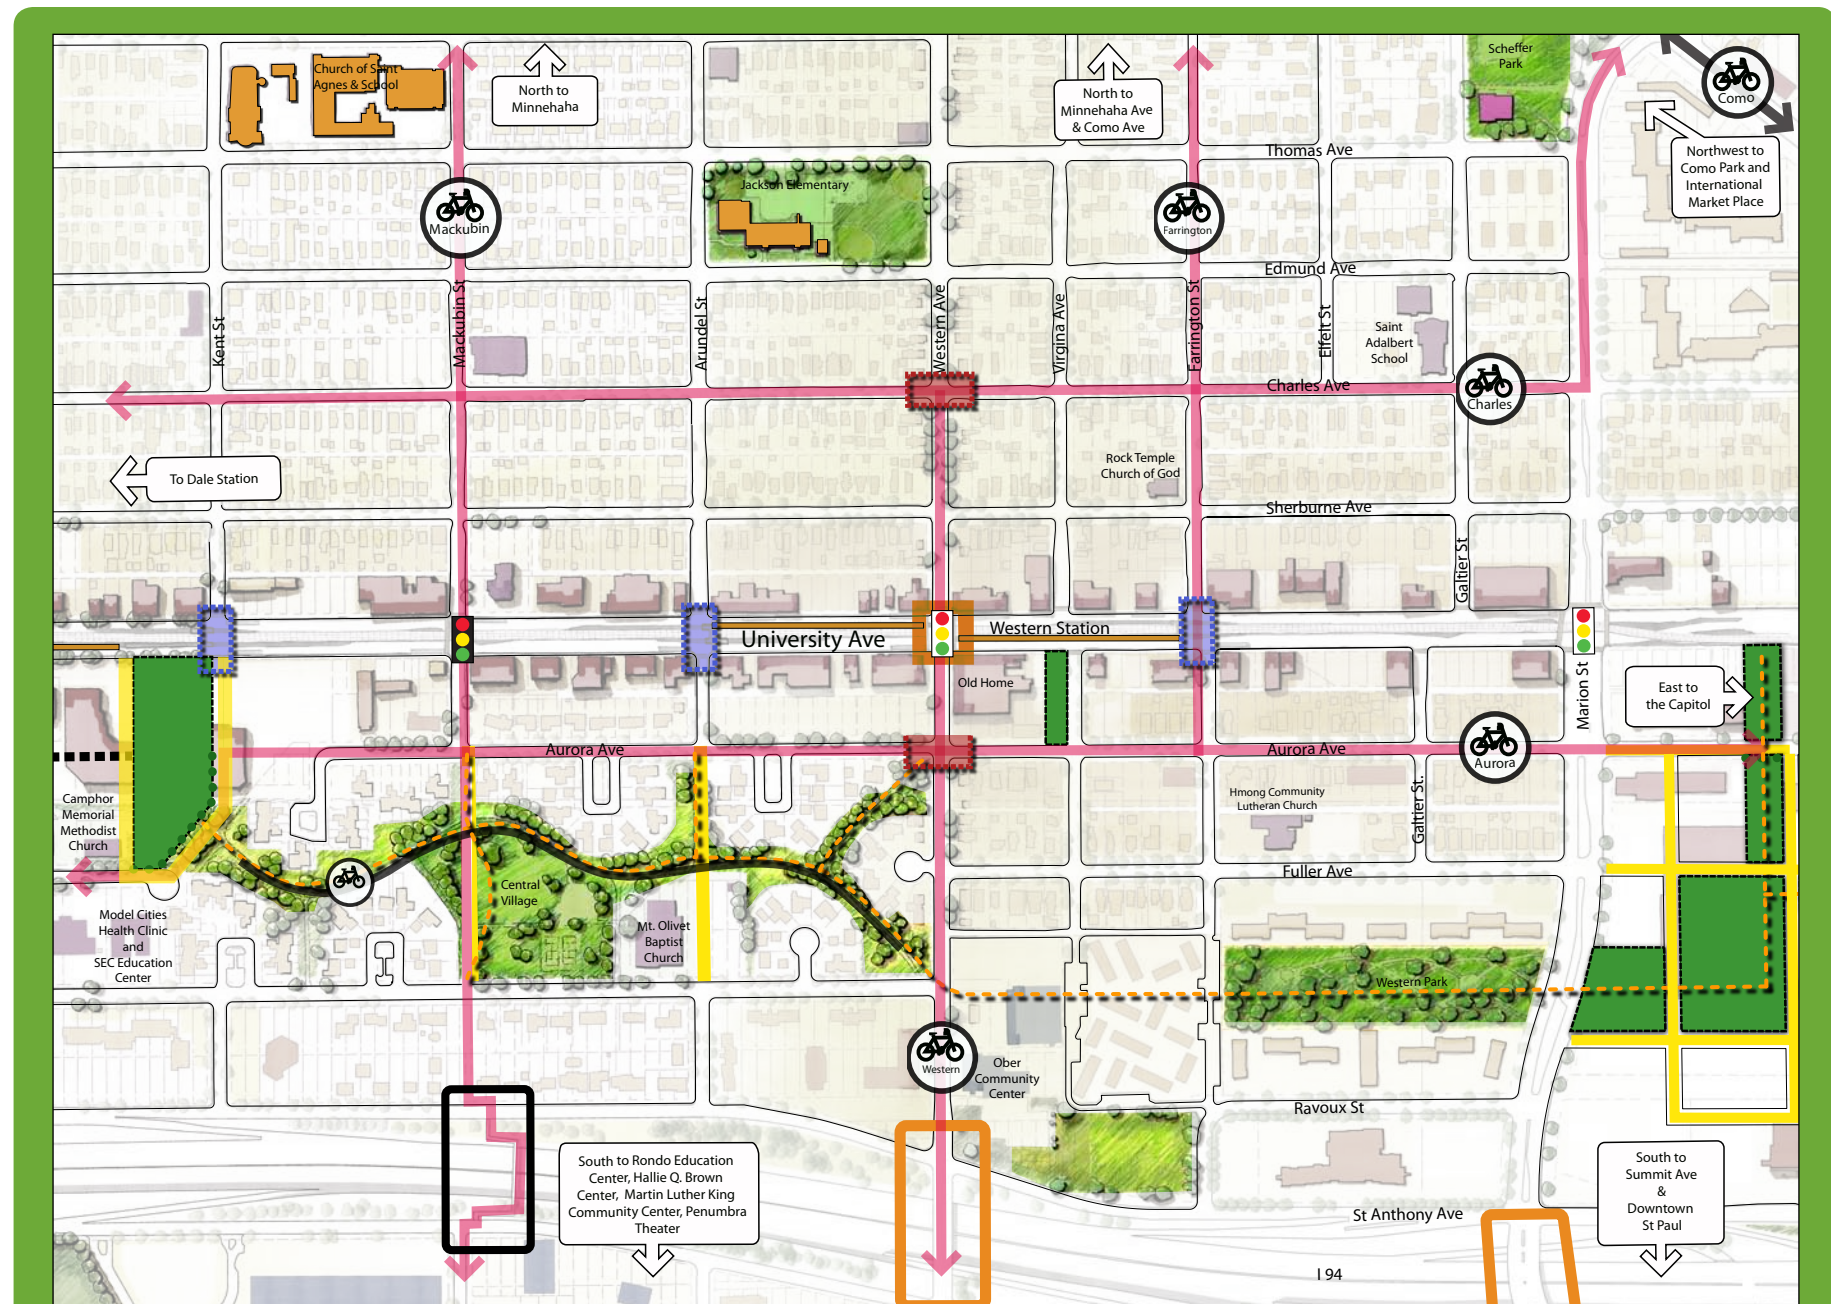 Church of Saint
Agnes & School
North to
Minnehaha
North to
Minnehaha Ave
& Como Ave
Scheffer
Park
Como
Thomas Ave
Northwest to
Como Park and
International
Market Place
Jackson Elementary
Mackubin
Farrington
Edmund Ave
Kent St
Mackubin St
Arundel St
Western Ave
Virgina Ave
Farrington St
Elfelt St
Saint
Adalbert
School
Charles Ave
Charles
To Dale Station
Rock Temple
Church of God
Sherburne Ave
Galtier St
University Ave
Western Station
Old Home
Marion St
East to
the Capitol
Aurora Ave
Aurora Ave
Aurora
Camphor
Memorial
Methodist
Church
Hmong Community
Lutheran Church
Galtier St.
Fuller Ave
Central
Village
Model Cities
Health Clinic
and
SEC Education
Center
Mt. Olivet
Baptist
Church
Western Park
Western
Ober
Community
Center
Ravoux St
South to Rondo Education
Center, Hallie Q. Brown
Center, Martin Luther King
Community Center, Penumbra
Theater
South to
Summit Ave
&
Downtown
St Paul
St Anthony Ave
I 94